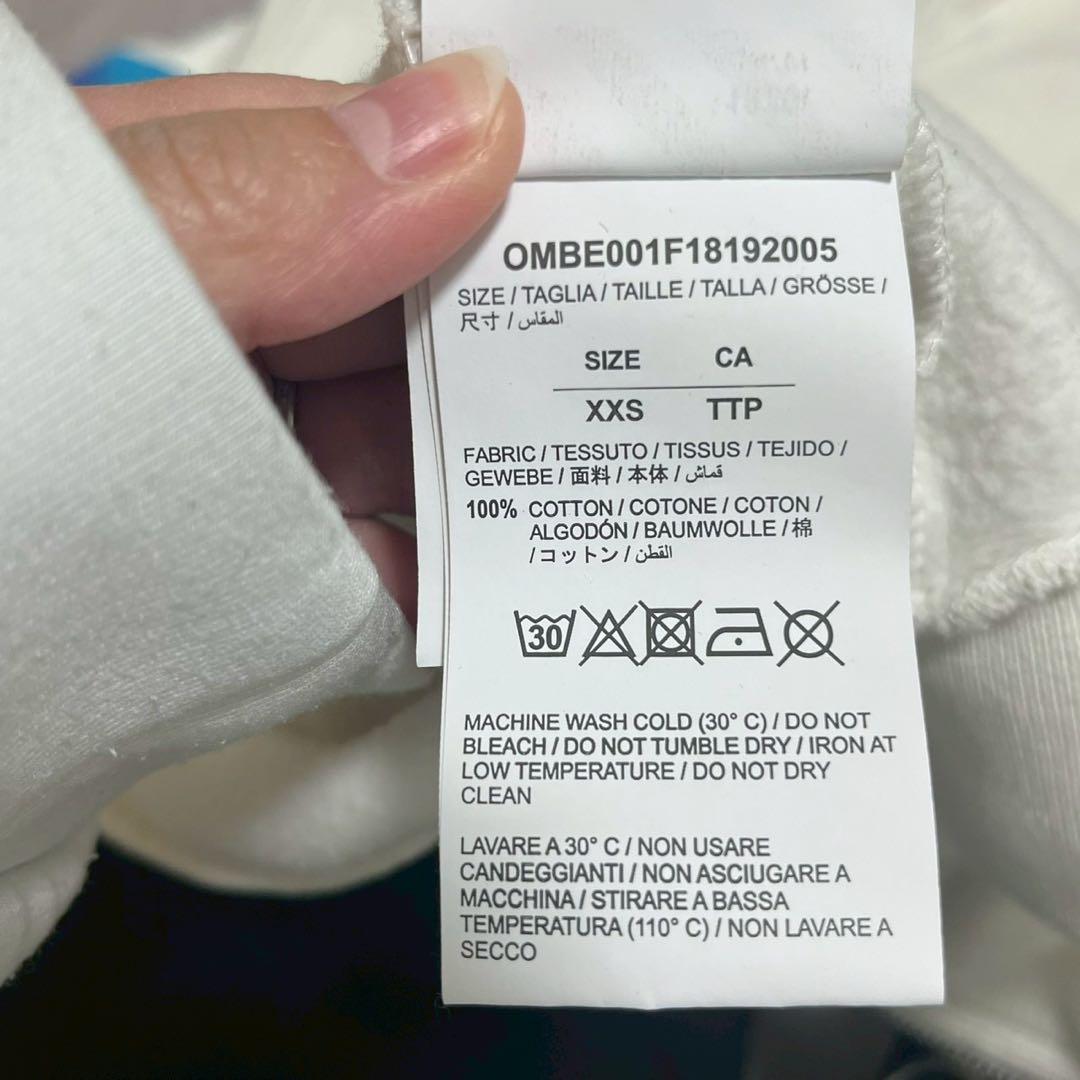 OMBE001F18192005
SIZE / TAGLIA / TAILLE / TALLA / GRÖSSE /
尺寸 / المقاس
SIZE CA
XXS TTP
FABRIC / TESSUTO / TISSUS / TEJIDO /
GEWEBE / 面料 / 本体 / قماش
100% COTTON / COTONE / COTON /
ALGODÓN / BAUMWOLLE / 棉
/ コットン / القطن
30
MACHINE WASH COLD (30° C) / DO NOT
BLEACH / DO NOT TUMBLE DRY / IRON AT
LOW TEMPERATURE / DO NOT DRY
CLEAN
LAVARE A 30° C / NON USARE
CANDEGGIANTI / NON ASCIUGARE A
MACCHINA / STIRARE A BASSA
TEMPERATURA (110° C) / NON LAVARE A
SECCO